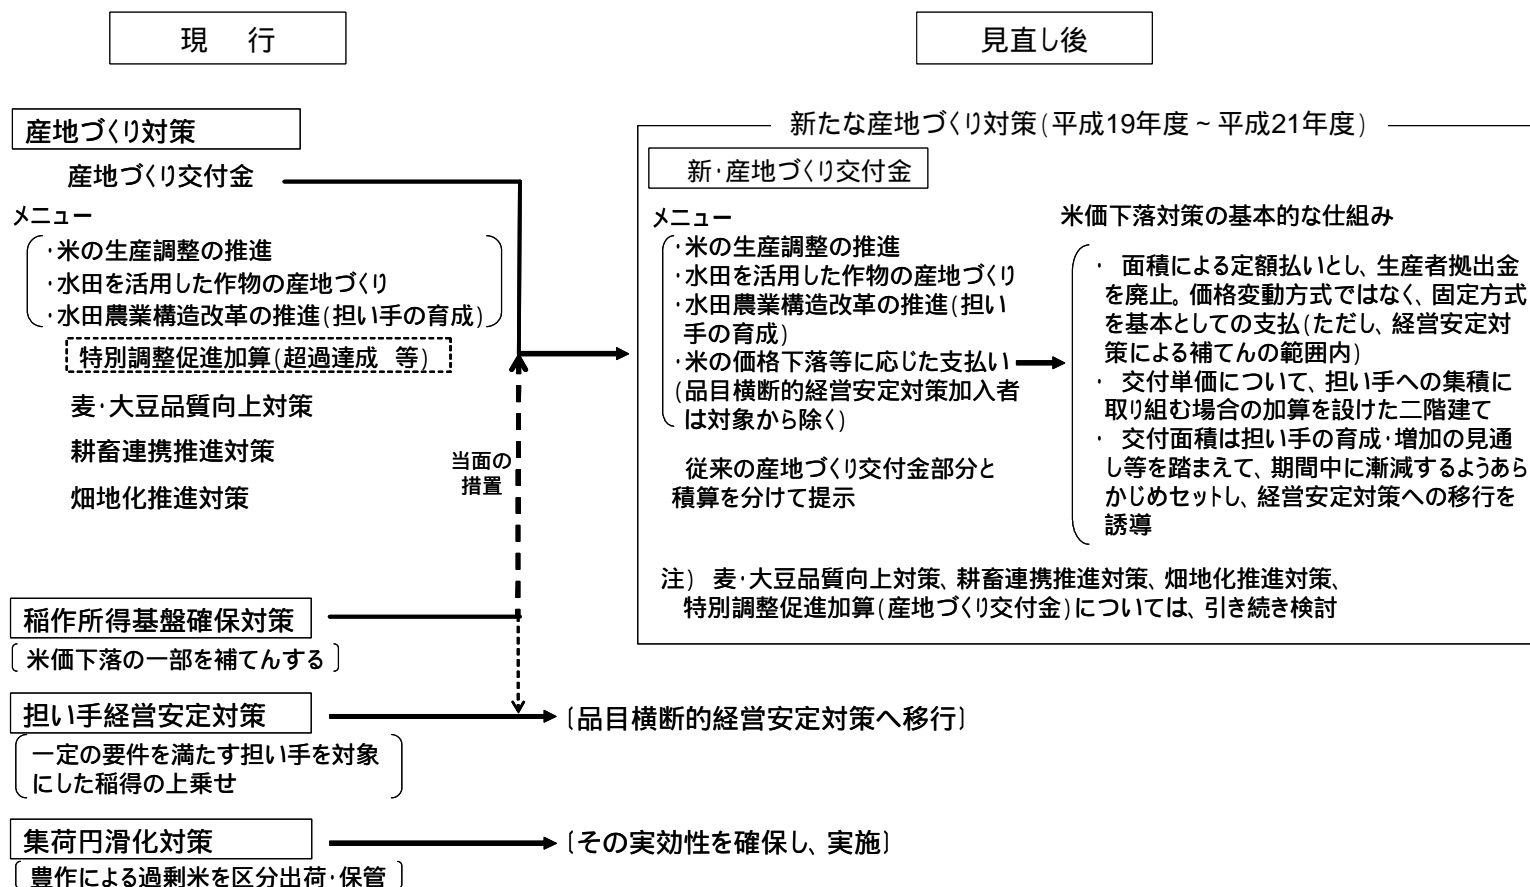 現　行
見直し後
産地づくり対策
産地づくり交付金
メニュー
・米の生産調整の推進
・水田を活用した作物の産地づくり
・水田農業構造改革の推進(担い手の育成)
特別調整促進加算(超過達成 等)
麦・大豆品質向上対策
耕畜連携推進対策
畑地化推進対策
当面の
措置
稲作所得基盤確保対策
〔 米価下落の一部を補てんする 〕
担い手経営安定対策
一定の要件を満たす担い手を対象
にした稲得の上乗せ
集荷円滑化対策
〔 豊作による過剰米を区分出荷・保管 〕
新たな産地づくり対策(平成19年度~平成21年度)
新・産地づくり交付金
メニュー
・米の生産調整の推進
・水田を活用した作物の産地づくり
・水田農業構造改革の推進(担い
手の育成)
・米の価格下落等に応じた支払い
(品目横断的経営安定対策加入者
は対象から除く)
従来の産地づくり交付金部分と
積算を分けて提示
米価下落対策の基本的な仕組み
・ 面積による定額払いとし、生産者拠出金
を廃止。価格変動方式ではなく、固定方式
を基本としての支払(ただし、経営安定対
策による補てんの範囲内)
・ 交付単価について、担い手への集積に
取り組む場合の加算を設けた二階建て
・ 交付面積は担い手の育成・増加の見通
し等を踏まえて、期間中に漸減するようあら
かじめセットし、経営安定対策への移行を
誘導
注) 麦・大豆品質向上対策、耕畜連携推進対策、畑地化推進対策、
特別調整促進加算(産地づくり交付金)については、引き続き検討
〔品目横断的経営安定対策へ移行〕
〔その実効性を確保し、実施〕